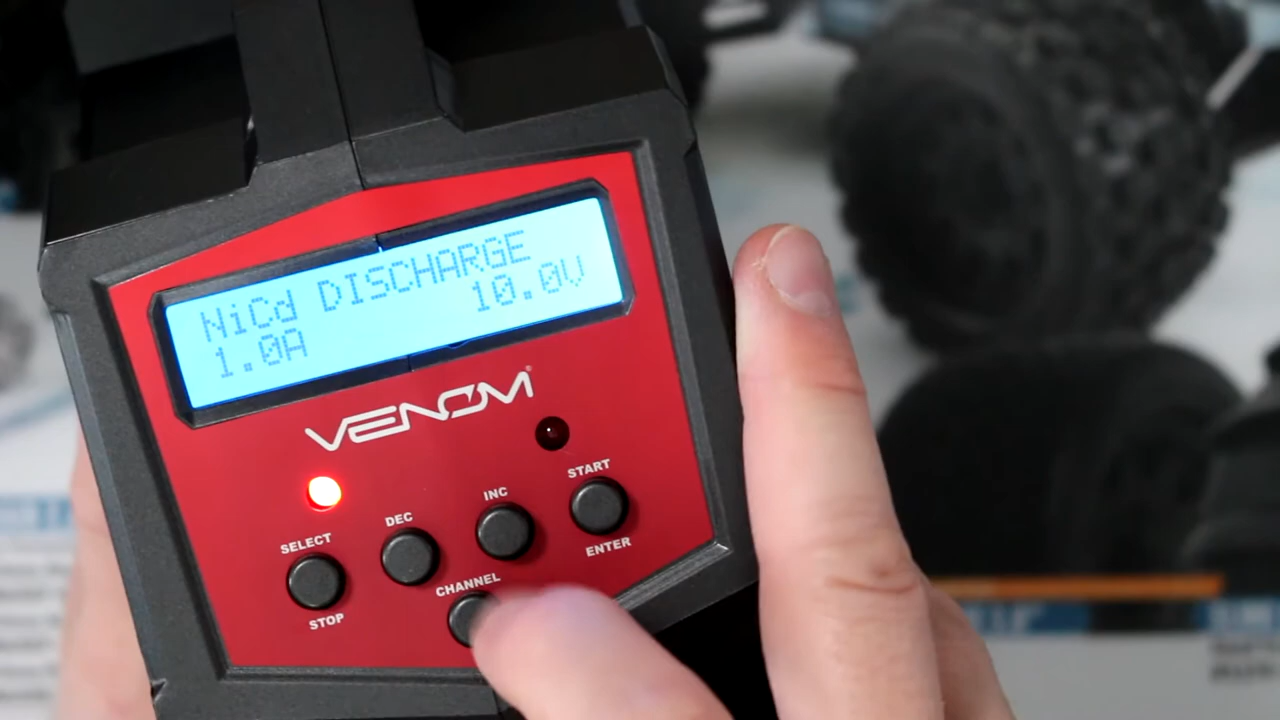 NiCd DISCHARGE
1.0A 10.0V
VENOM
SELECT
DEC
INC
START
STOP
CHANNEL
ENTER